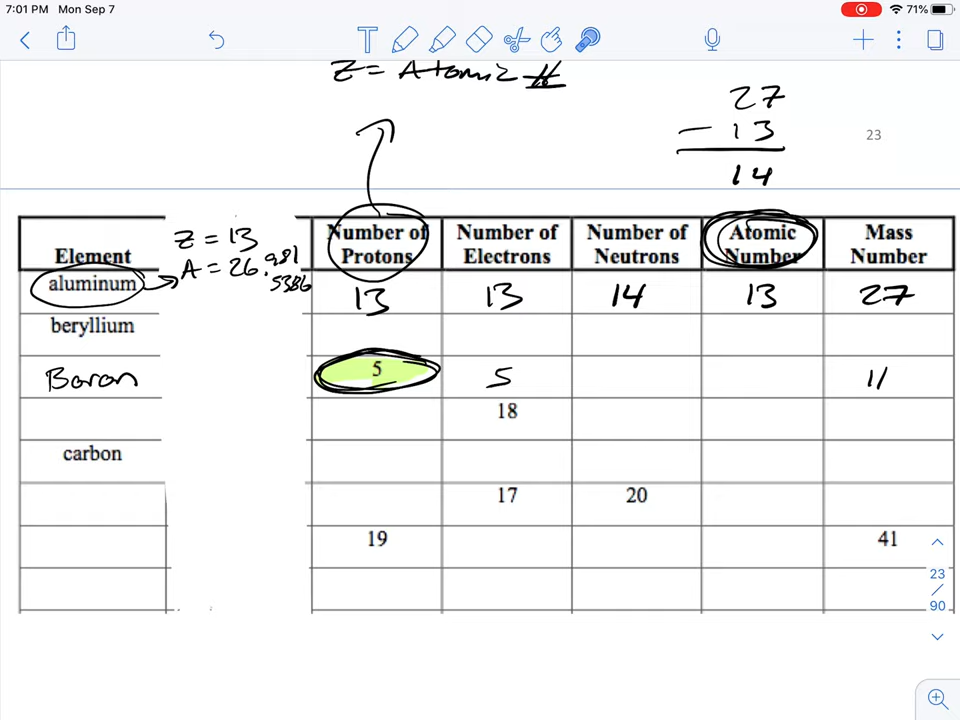 7:01 PM Mon Sep 7
71%
T
Z = Atomic #
27
- 13
14
23
Element
Z = 13
A = 26.981
5386
Number of Protons
Number of Electrons
Number of Neutrons
Atomic Number
Mass Number
aluminum 13 13 14 13 27
beryllium
Boron 5 5 11
18
carbon
17 20
19 41
23
/
90